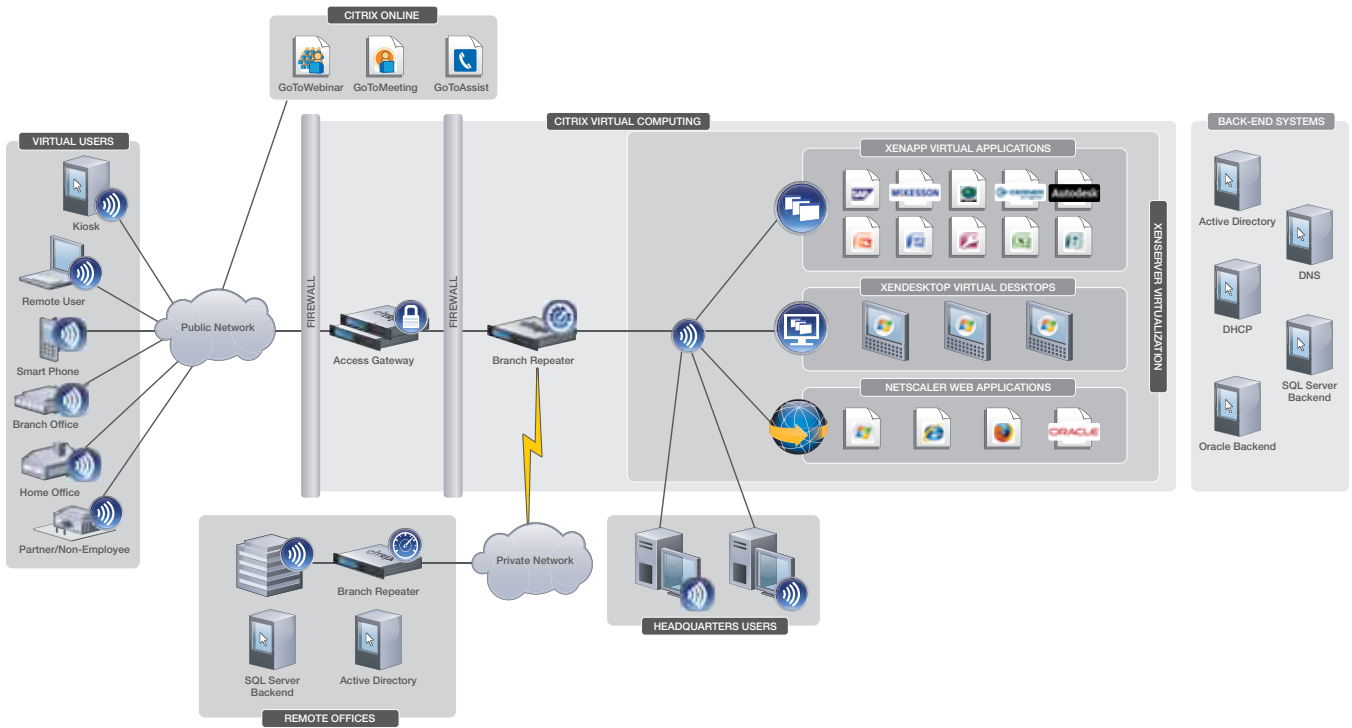 CITRIX ONLINE
GoToWebinar
GoToMeeting
GoToAssist
VIRTUAL USERS
Kiosk
Remote User
Smart Phone
Branch Office
Home Office
Partner/Non-Employee
Public Network
FIREWALL
Access Gateway
FIREWALL
Branch Repeater
CITRIX VIRTUAL COMPUTING
XENAPP VIRTUAL APPLICATIONS
SAP
McKESSON
CERNER
Autodesk
XENDESKTOP VIRTUAL DESKTOPS
NETSCALER WEB APPLICATIONS
ORACLE
XENSERVER VIRTUALIZATION
BACK-END SYSTEMS
Active Directory
DNS
DHCP
SQL Server
Backend
Oracle Backend
Private Network
CITRIX
Branch Repeater
SQL Server
Backend
Active Directory
REMOTE OFFICES
HEADQUARTERS USERS